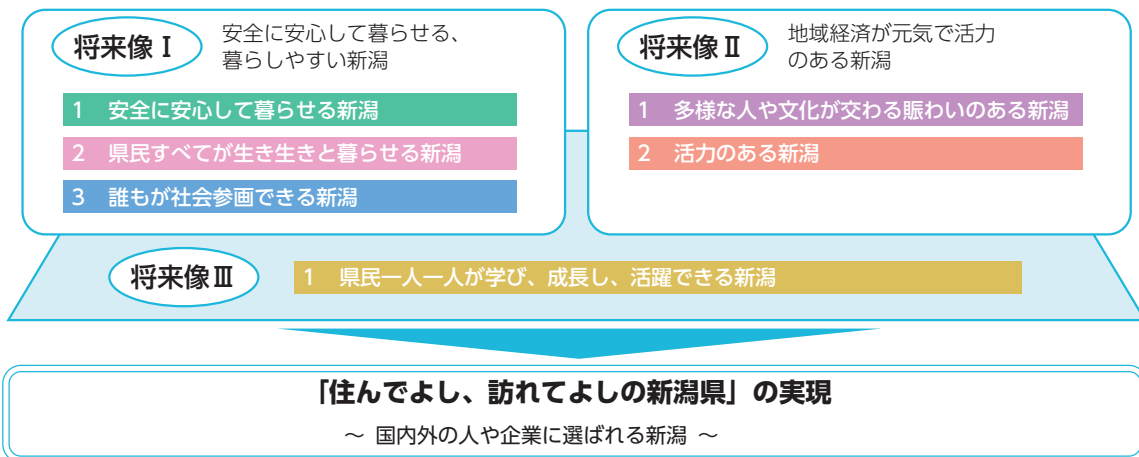 将来像Ⅰ
安全に安心して暮らせる、
暮らしやすい新潟
1 安全に安心して暮らせる新潟
2 県民すべてが生き生きと暮らせる新潟
3 誰もが社会参画できる新潟
将来像Ⅱ
地域経済が元気で活力
のある新潟
1 多様な人や文化が交わる賑わいのある新潟
2 活力のある新潟
将来像Ⅲ
1 県民一人一人が学び、成長し、活躍できる新潟
「住んでよし、訪れてよしの新潟県」の実現
～ 国内外の人や企業に選ばれる新潟 ～